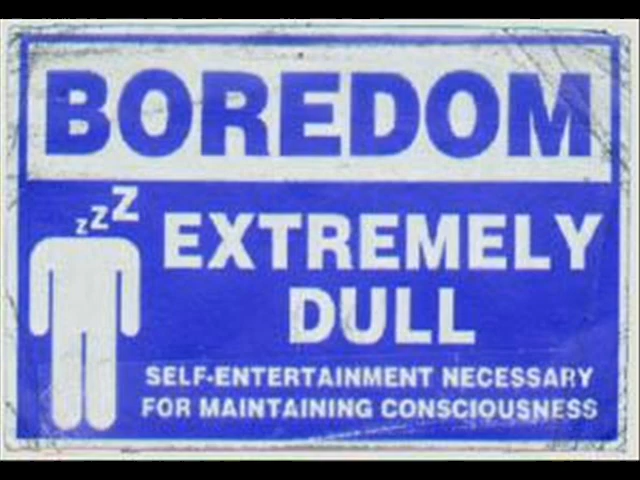 BOREDOM
zzZ
EXTREMELY
DULL
SELF-ENTERTAINMENT NECESSARY
FOR MAINTAINING CONSCIOUSNESS